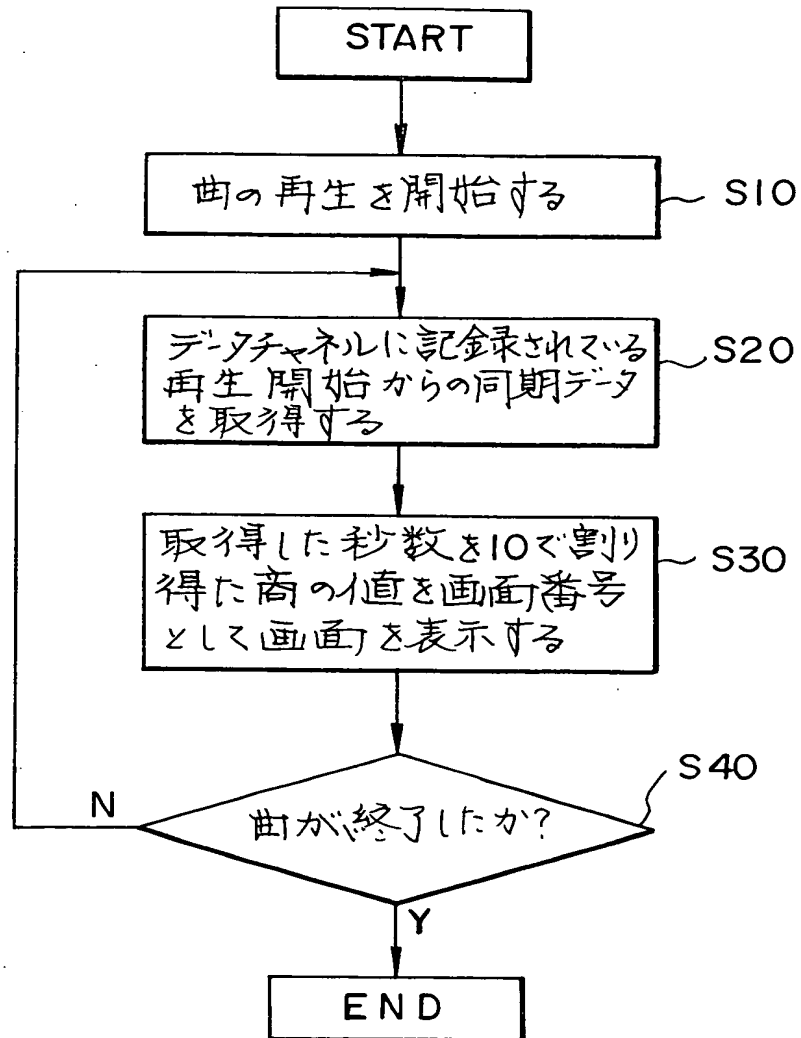 START
曲の再生を開始する
S10
データチャネルに記録されている
S20
再生開始からの同期データ
を取得する
取得した秒数を10で割り
S30
得た商の値を画面番号
として画面を表示する
S40
N
曲が終了したか?
Y
END